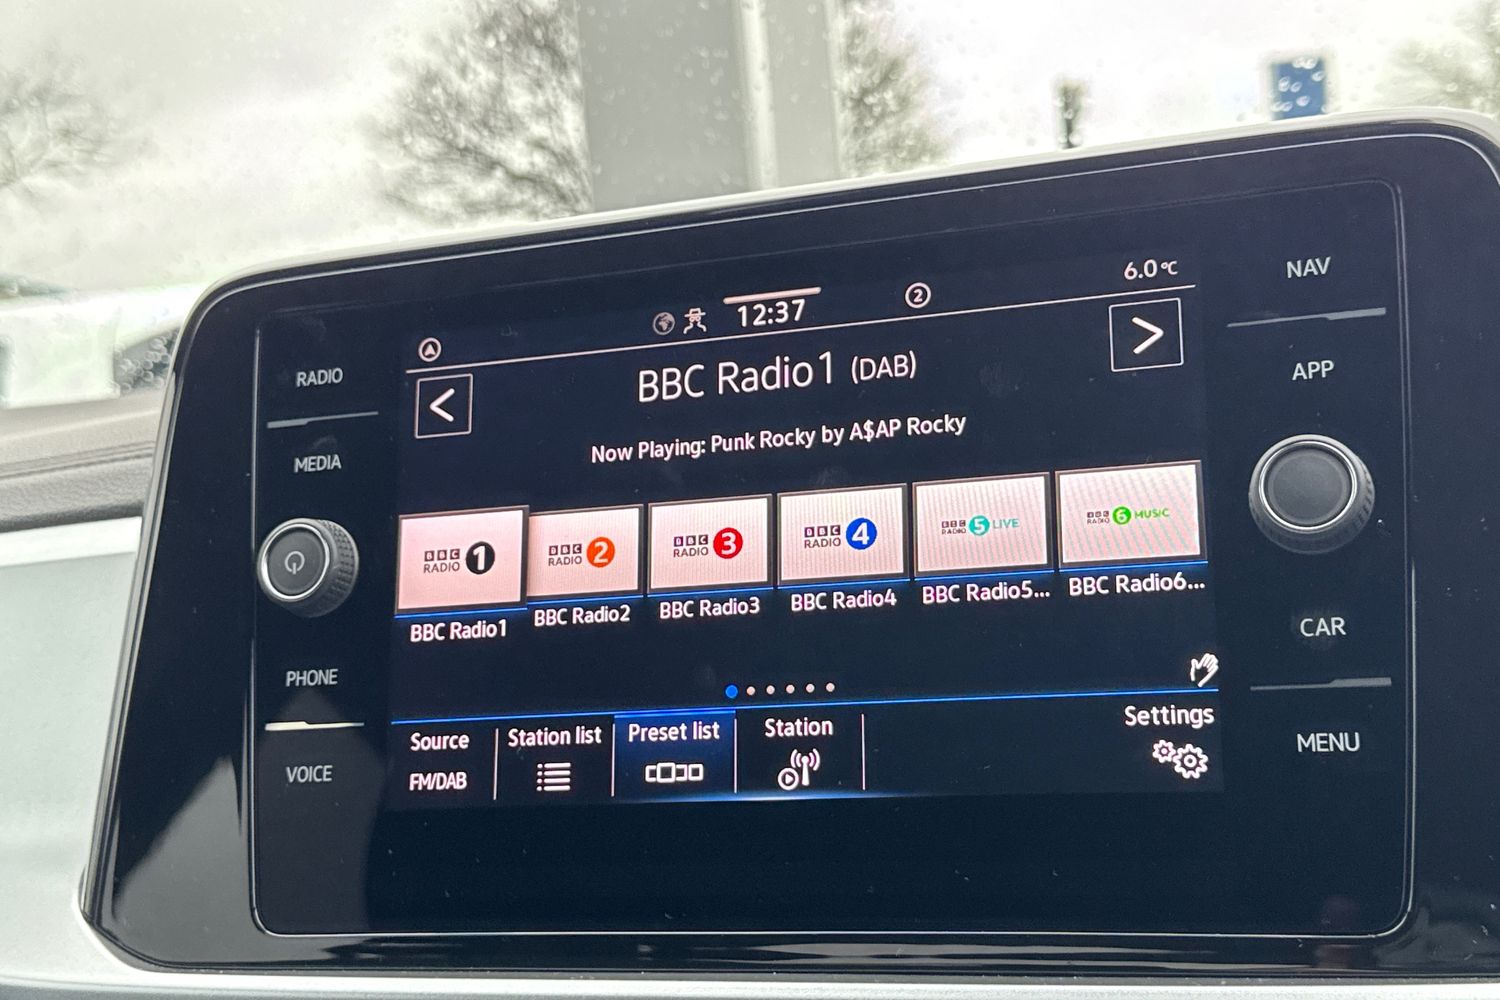 6.0°C
12:37
2
BBC Radio1 (DAB)
Now Playing: Punk Rocky by A$AP Rocky
<
>
BBC RADIO 1
BBC RADIO 2
BBC RADIO 3
BBC RADIO 4
BBC RADIO 5 LIVE
BBC RADIO 6 MUSIC
BBC Radio1
BBC Radio2
BBC Radio3
BBC Radio4
BBC Radio5...
BBC Radio6...
Source
FM/DAB
Station list
Preset list
Station
Settings
RADIO
MEDIA
PHONE
VOICE
NAV
APP
CAR
MENU